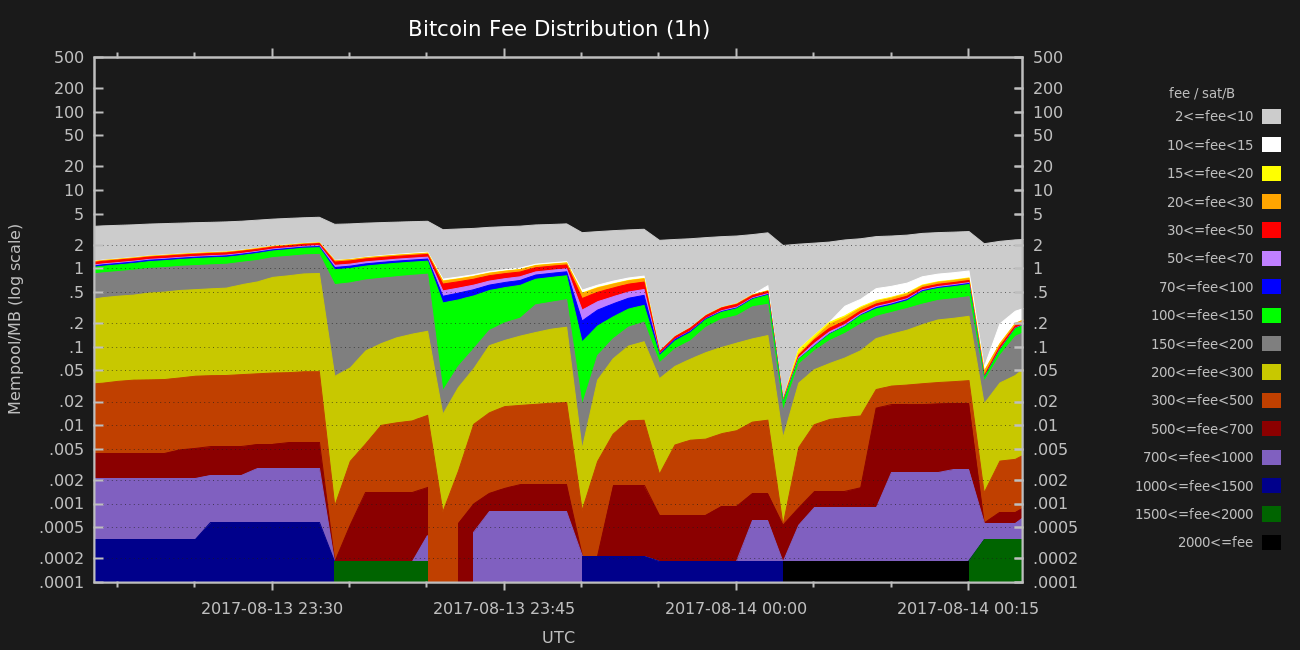 Bitcoin Fee Distribution (1h)
500 500
200 200
100 100
50 50
20 20
10 10
5 5
2 2
1 1
.5 .5
.2 .2
.1 .1
.05 .05
.02 .02
.01 .01
.005 .005
.002 .002
.001 .001
.0005 .0005
.0002 .0002
.0001 .0001
Mempool/MB (log scale)
2017-08-13 23:30 2017-08-13 23:45 2017-08-14 00:00 2017-08-14 00:15
UTC
fee / sat/B
2<=fee<10
10<=fee<15
15<=fee<20
20<=fee<30
30<=fee<50
50<=fee<70
70<=fee<100
100<=fee<150
150<=fee<200
200<=fee<300
300<=fee<500
500<=fee<700
700<=fee<1000
1000<=fee<1500
1500<=fee<2000
2000<=fee